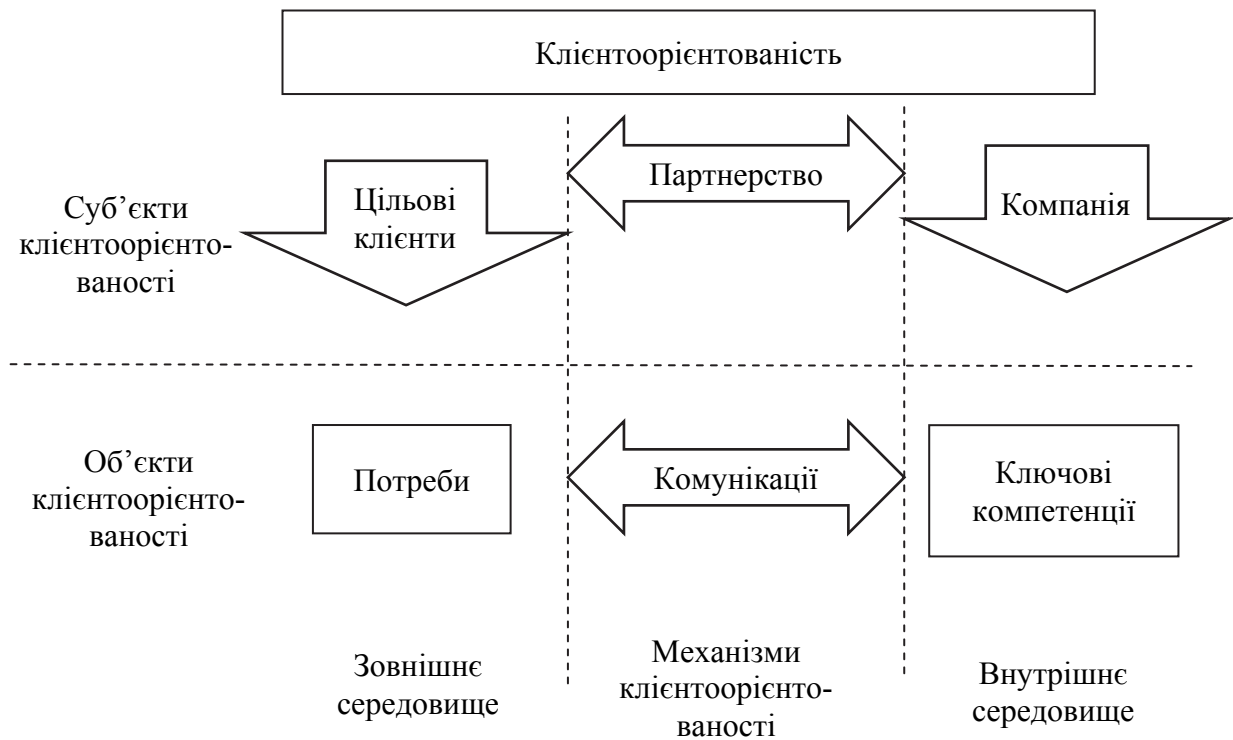 Клієнтоорієнтованість
Суб’єкти
клієнтоорієнто-
ваності
Цільові
клієнти
Партнерство
Компанія
Об’єкти
клієнтоорієнто-
ваності
Потреби
Комунікації
Ключові
компетенції
Зовнішнє
середовище
Механізми
клієнтоорієнто-
ваності
Внутрішнє
середовище